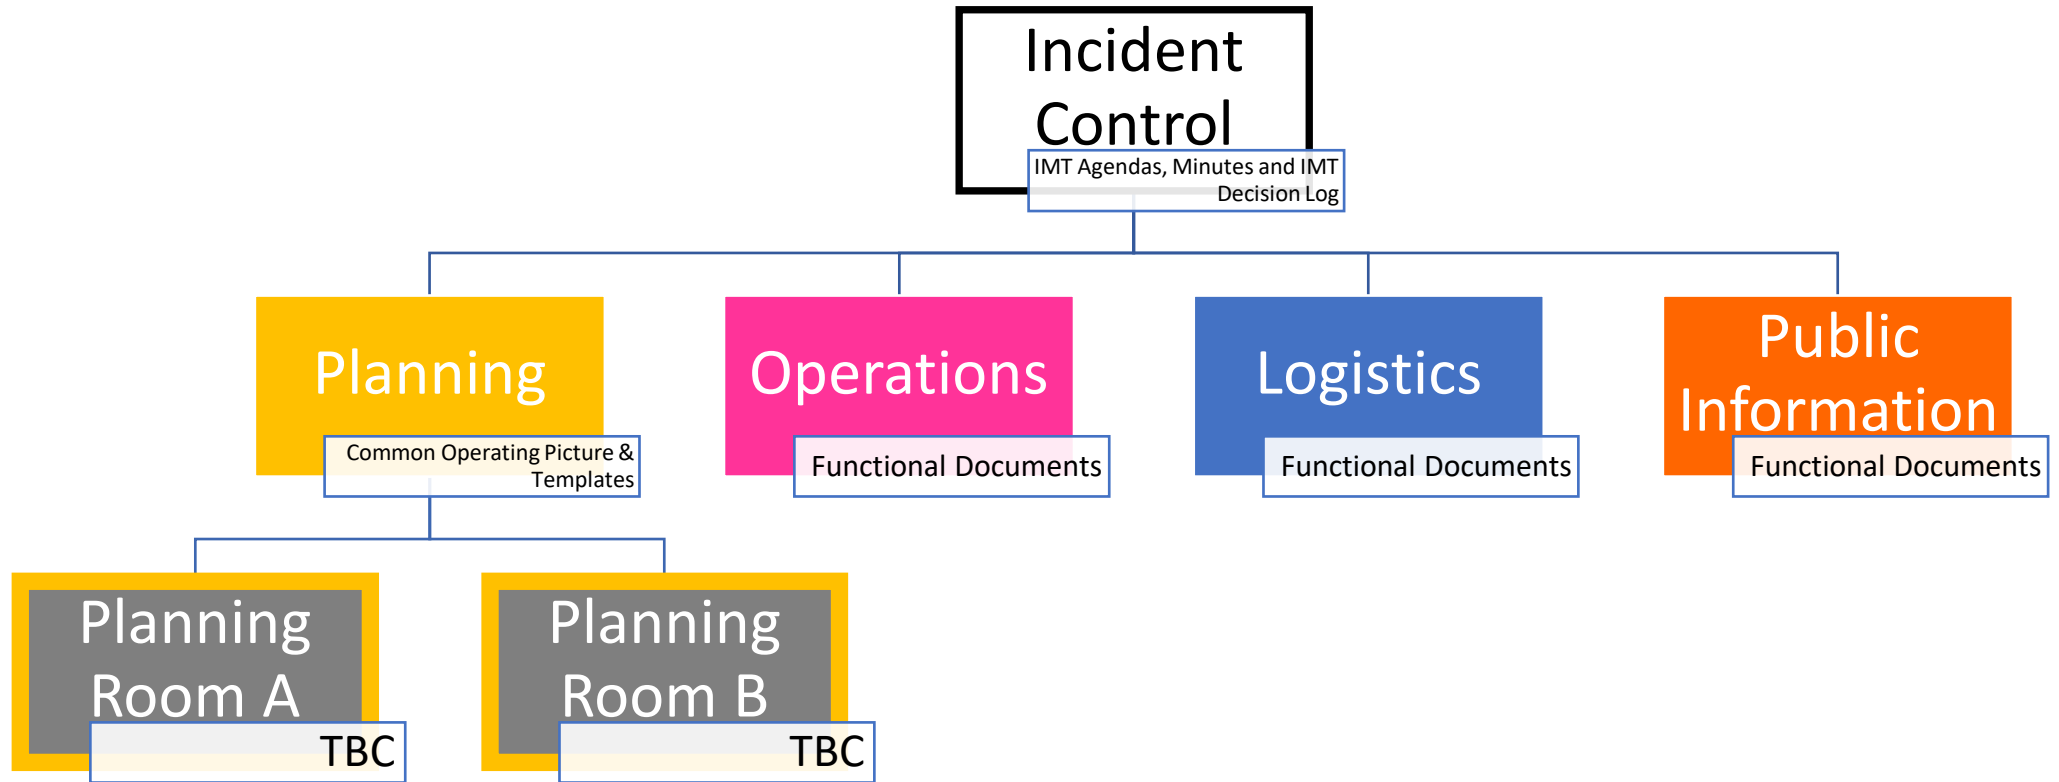 Incident
Control
IMT Agendas, Minutes and IMT
Decision Log
Planning
Common Operating Picture &
Templates
Operations
Functional Documents
Logistics
Functional Documents
Public
Information
Functional Documents
Planning
Room A
TBC
Planning
Room B
TBC